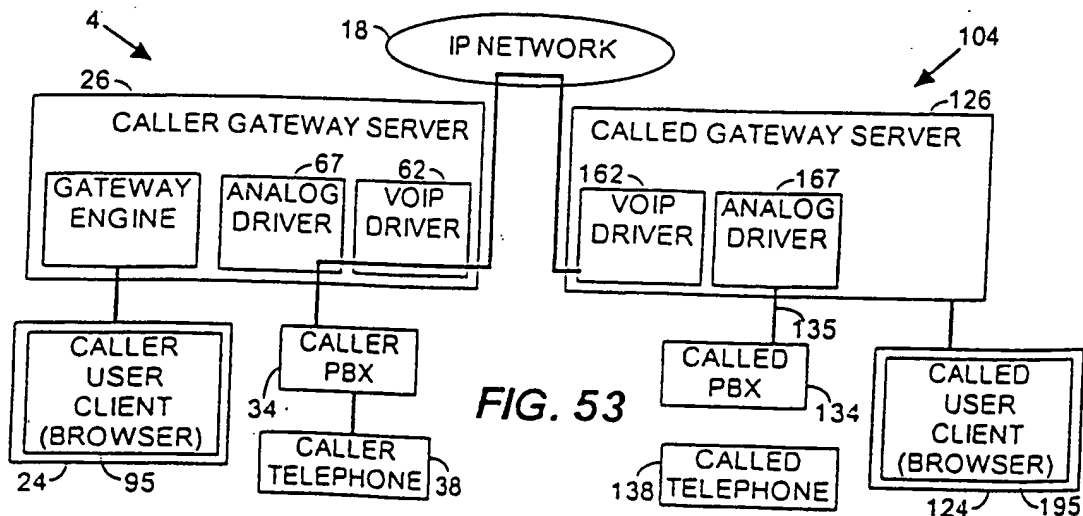 4
18
IP NETWORK
104
26
126
CALLER GATEWAY SERVER
CALLED GATEWAY SERVER
67
62
162
167
GATEWAY
ENGINE
ANALOG
DRIVER
VOIP
DRIVER
VOIP
DRIVER
ANALOG
DRIVER
135
CALLER
USER
CLIENT
(BROWSER)
24
95
CALLER
PBX
34
CALLER
TELEPHONE
38
FIG. 53
CALLED
PBX
134
CALLED
TELEPHONE
138
CALLED
USER
CLIENT
(BROWSER)
124
195